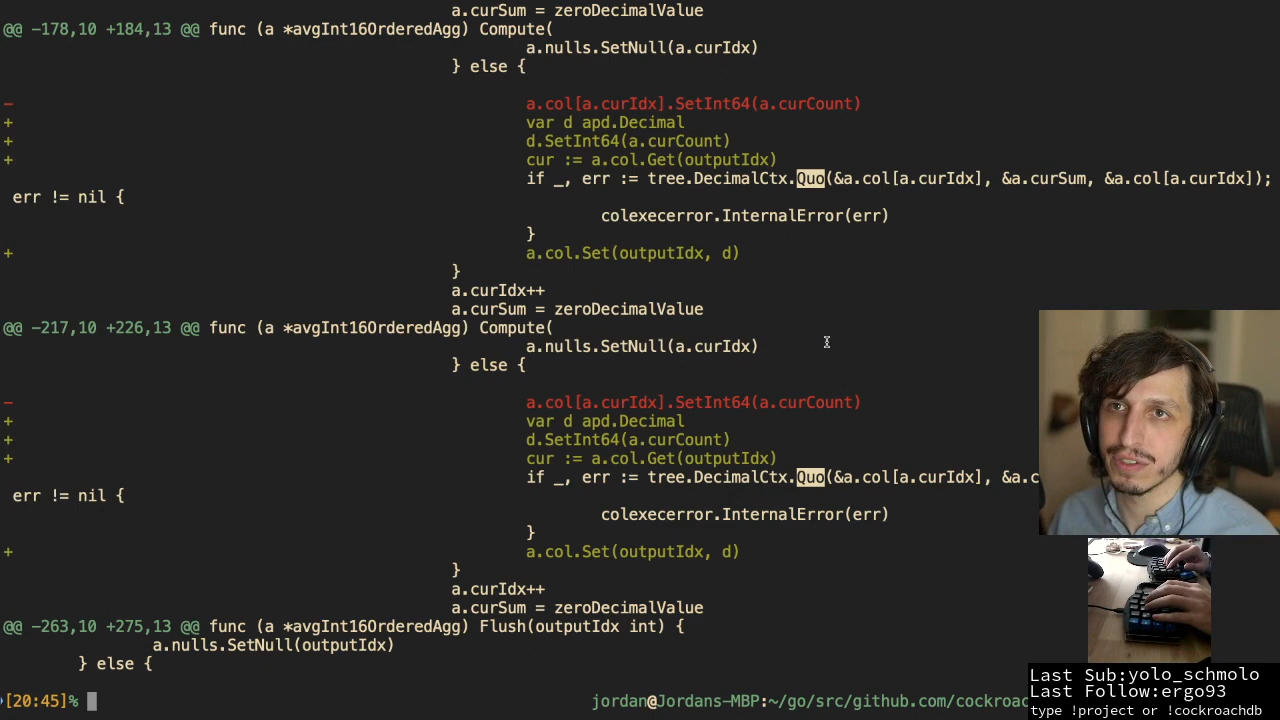 a.curSum = zeroDecimalValue
@@ -178,10 +184,13 @@ func (a *avgInt16OrderedAgg) Compute(
a.nulls.SetNull(a.curIdx)
} else {
- a.col[a.curIdx].SetInt64(a.curCount)
+ var d apd.Decimal
+ d.SetInt64(a.curCount)
+ cur := a.col.Get(outputIdx)
if _, err := tree.DecimalCtx.Quo(&a.col[a.curIdx], &a.curSum, &a.col[a.curIdx]);
err != nil {
colexecerror.InternalError(err)
}
+ a.col.Set(outputIdx, d)
}
a.curIdx++
a.curSum = zeroDecimalValue
@@ -217,10 +226,13 @@ func (a *avgInt16OrderedAgg) Compute(
a.nulls.SetNull(a.curIdx)
} else {
- a.col[a.curIdx].SetInt64(a.curCount)
+ var d apd.Decimal
+ d.SetInt64(a.curCount)
+ cur := a.col.Get(outputIdx)
if _, err := tree.DecimalCtx.Quo(&a.col[a.curIdx], &a.c
err != nil {
colexecerror.InternalError(err)
}
+ a.col.Set(outputIdx, d)
}
a.curIdx++
a.curSum = zeroDecimalValue
@@ -263,10 +275,13 @@ func (a *avgInt16OrderedAgg) Flush(outputIdx int) {
a.nulls.SetNull(outputIdx)
} else {
[20:45]% jordan@Jordans-MBP:~/go/src/github.com/cockroac
Last Sub:yolo_schmolo
Last Follow:ergo93
type !project or !cockroachdb